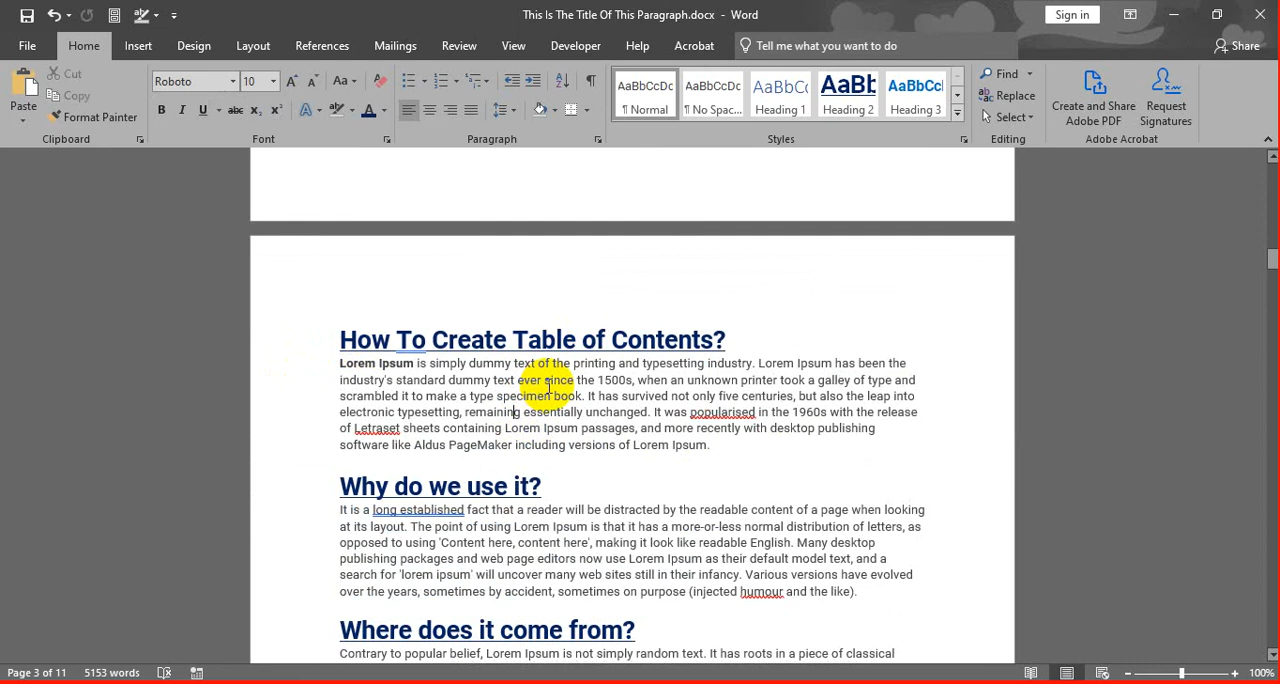 This Is The Title Of This Paragraph.docx - Word
Sign in
File Home Insert Design Layout References Mailings Review View Developer Help Acrobat Tell me what you want to do Share
Paste
Cut
Copy
Format Painter
Clipboard
Roboto 10
Aa
B I U abc x₂ x²
A
Font
Paragraph
AaBbCcDc AaBbCcDc AaBbCc AaBb AaBbCc
¶ Normal ¶ No Spac... Heading 1 Heading 2 Heading 3
Styles
Find
Replace
Select
Editing
Create and Share
Adobe PDF
Request
Signatures
Adobe Acrobat
How To Create Table of Contents?
Lorem Ipsum is simply dummy text of the printing and typesetting industry. Lorem Ipsum has been the
industry's standard dummy text ever since the 1500s, when an unknown printer took a galley of type and
scrambled it to make a type specimen book. It has survived not only five centuries, but also the leap into
electronic typesetting, remaining essentially unchanged. It was popularised in the 1960s with the release
of Letraset sheets containing Lorem Ipsum passages, and more recently with desktop publishing
software like Aldus PageMaker including versions of Lorem Ipsum.
Why do we use it?
It is a long established fact that a reader will be distracted by the readable content of a page when looking
at its layout. The point of using Lorem Ipsum is that it has a more-or-less normal distribution of letters, as
opposed to using 'Content here, content here', making it look like readable English. Many desktop
publishing packages and web page editors now use Lorem Ipsum as their default model text, and a
search for 'lorem ipsum' will uncover many web sites still in their infancy. Various versions have evolved
over the years, sometimes by accident, sometimes on purpose (injected humour and the like).
Where does it come from?
Contrary to popular belief, Lorem Ipsum is not simply random text. It has roots in a piece of classical
Page 3 of 11 5153 words 100%